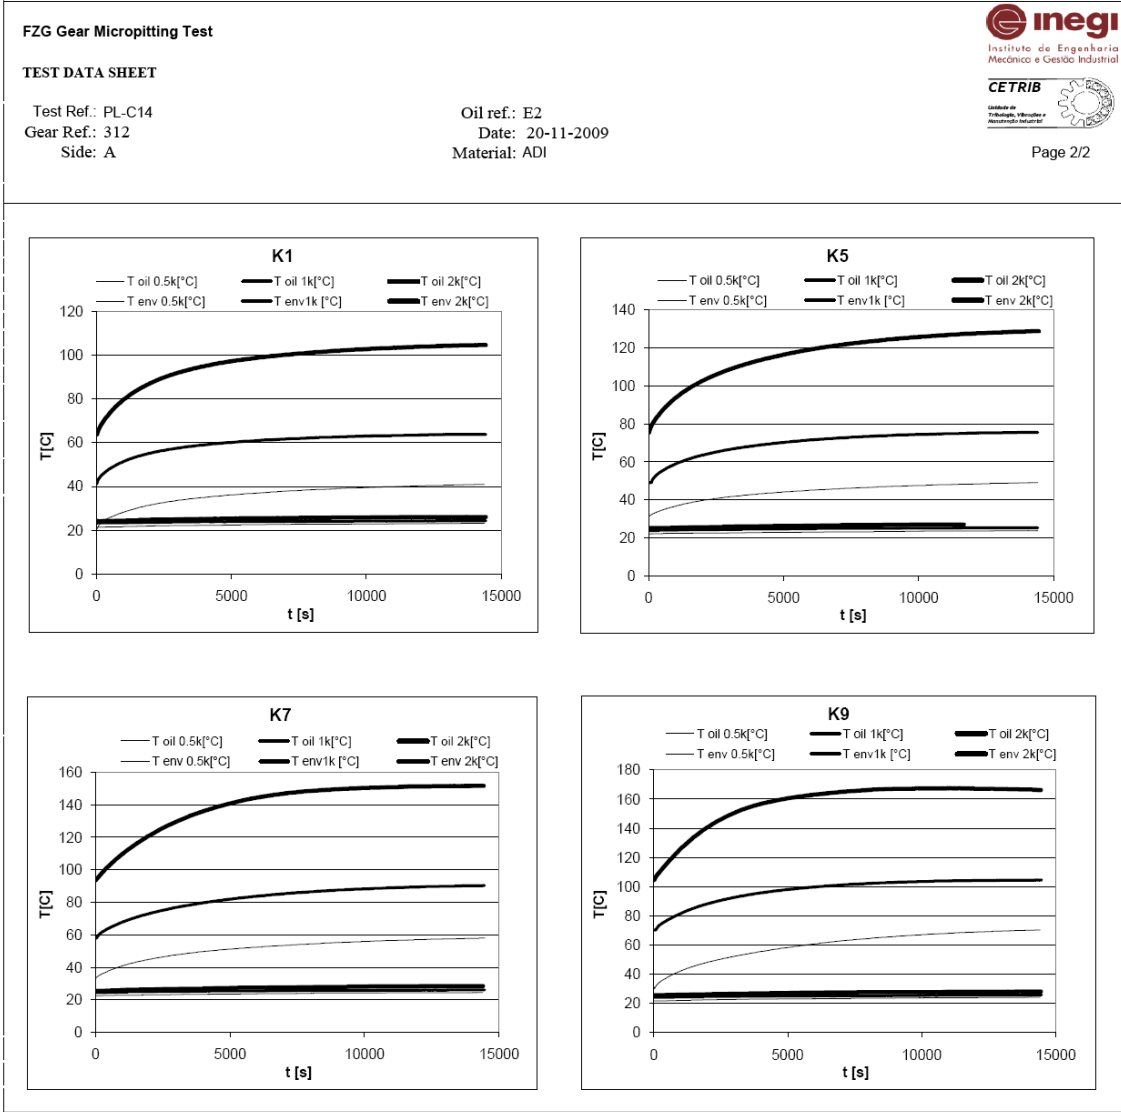 FZG Gear Micropitting Test
inegi
Instituto de Engenharia
Mecânica e Gestão Industrial
TEST DATA SHEET
CETRIB
Unidade de
Tribologia, Vibrações e
Manutenção Industrial
Test Ref.: PL-C14
Oil ref.: E2
Gear Ref.: 312
Date: 20-11-2009
Side: A
Material: ADI
Page 2/2
K1
T oil 0.5k[°C] T oil 1k[°C] T oil 2k[°C]
T env 0.5k[°C] T env1k [°C] T env 2k[°C]
120
100
80
60
40
20
0
T[C]
0 5000 10000 15000
t [s]
K5
T oil 0.5k[°C] T oil 1k[°C] T oil 2k[°C]
T env 0.5k[°C] T env1k [°C] T env 2k[°C]
140
120
100
80
60
40
20
0
T[C]
0 5000 10000 15000
t [s]
K7
T oil 0.5k[°C] T oil 1k[°C] T oil 2k[°C]
T env 0.5k[°C] T env1k [°C] T env 2k[°C]
160
140
120
100
80
60
40
20
0
T[C]
0 5000 10000 15000
t [s]
K9
T oil 0.5k[°C] T oil 1k[°C] T oil 2k[°C]
T env 0.5k[°C] T env1k [°C] T env 2k[°C]
180
160
140
120
100
80
60
40
20
0
T[C]
0 5000 10000 15000
t [s]